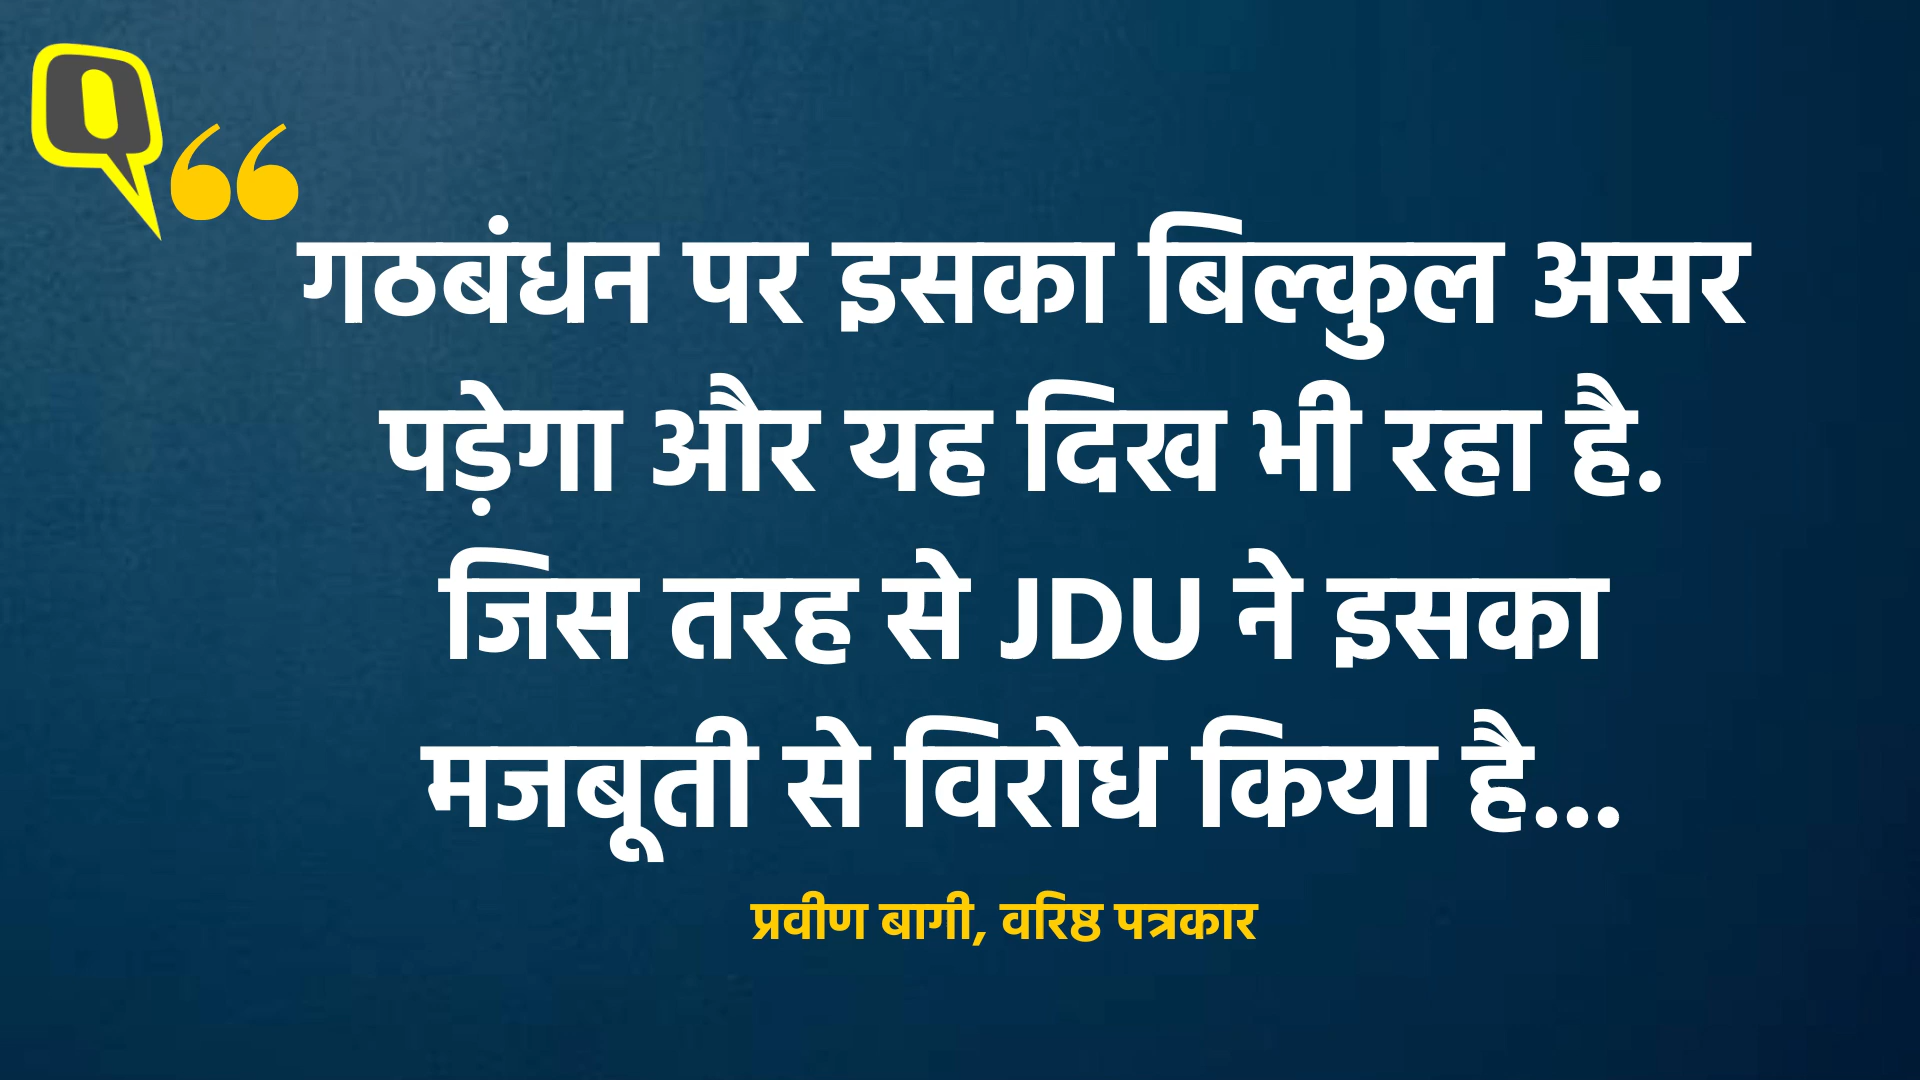 Q
“
गठबंधन पर इसका बिल्कुल असर
पड़ेगा और यह दिख भी रहा है.
जिस तरह से JDU ने इसका
मजबूती से विरोध किया है...
प्रवीण बागी, वरिष्ठ पत्रकार